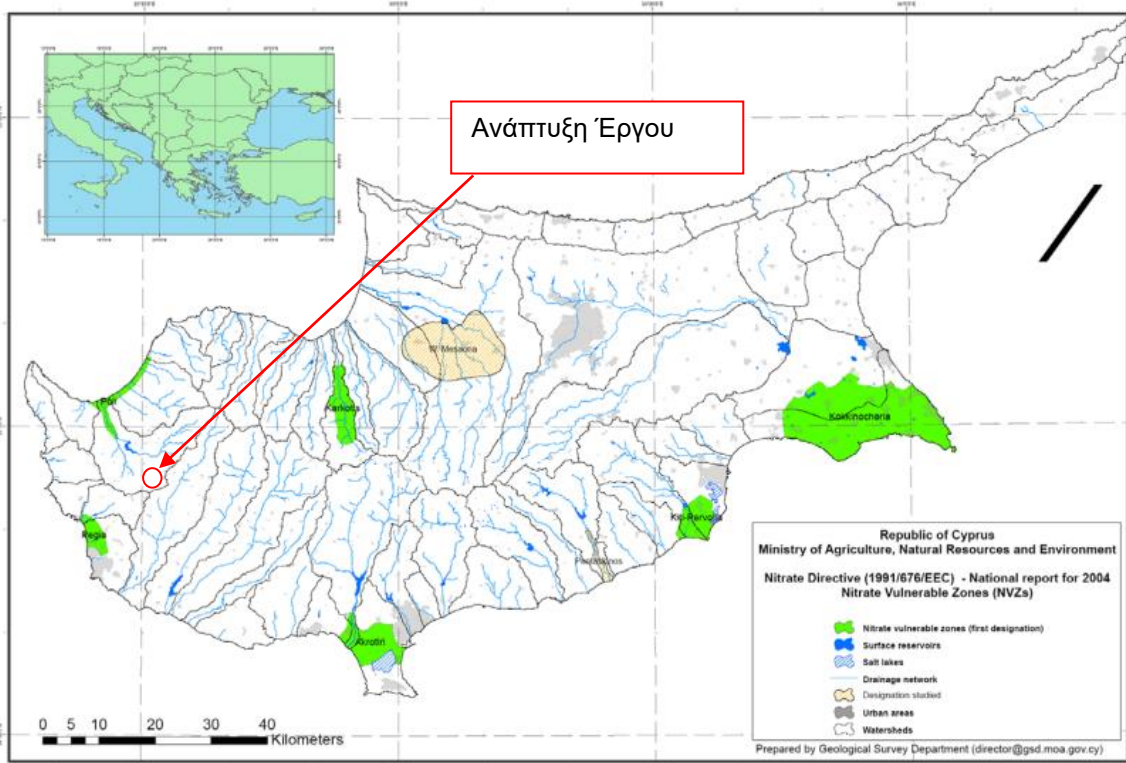 Ανάπτυξη Έργου
W. Mesaoria
Poli
Karkotis
Kokkinochoria
Pegia
Kiti-Pervolia
Pentaskinos
Akrotiri
Republic of Cyprus
Ministry of Agriculture, Natural Resources and Environment
Nitrate Directive (1991/676/EEC) - National report for 2004
Nitrate Vulnerable Zones (NVZs)
Nitrate vulnerable zones (first designation)
Surface reservoirs
Salt lakes
Drainage network
Designation studied
Urban areas
Watersheds
0 5 10 20 30 40
Kilometers
Prepared by Geological Survey Department (director@gsd.moa.gov.cy)